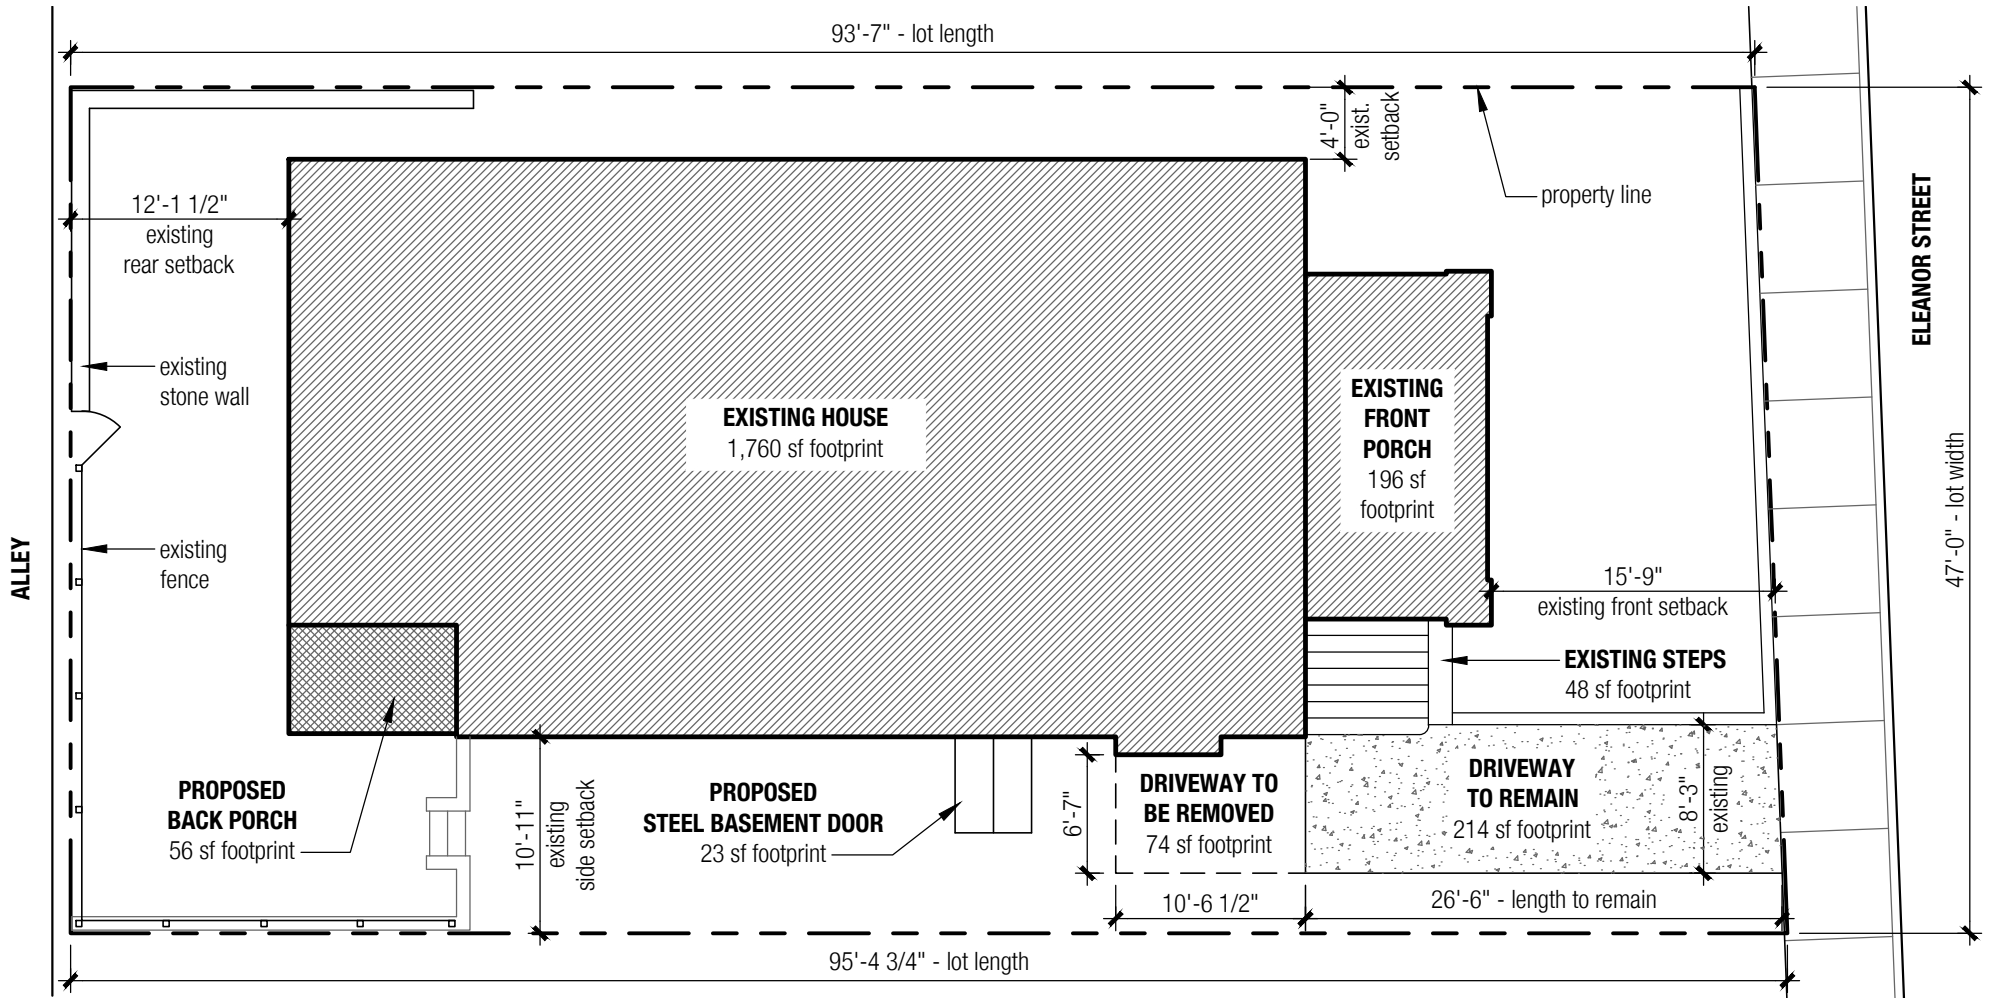 93'-7" - lot length
4'-0"
exist.
setback
property line
12'-1 1/2"
existing
rear setback
ELEANOR STREET
existing
stone wall
EXISTING HOUSE
1,760 sf footprint
EXISTING
FRONT
PORCH
196 sf
footprint
47'-0" - lot width
ALLEY
existing
fence
15'-9"
existing front setback
EXISTING STEPS
48 sf footprint
PROPOSED
BACK PORCH
56 sf footprint
10'-11"
existing
side setback
PROPOSED
STEEL BASEMENT DOOR
23 sf footprint
6'-7"
DRIVEWAY TO
BE REMOVED
74 sf footprint
DRIVEWAY
TO REMAIN
214 sf footprint
8'-3"
existing
10'-6 1/2"
26'-6" - length to remain
95'-4 3/4" - lot length